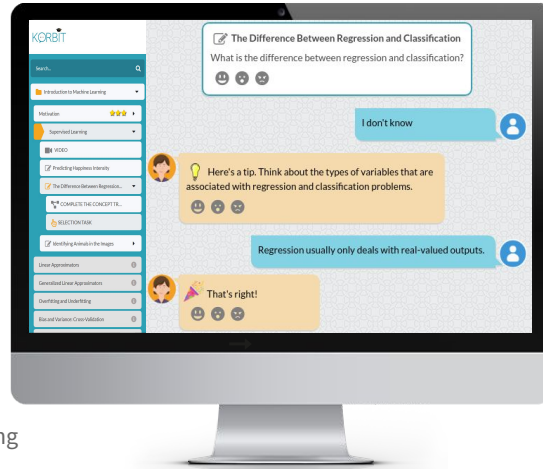 KORBIT
Search...
Introduction to Machine Learning
Motivation
Supervised Learning
VIDEO
Predicting Happiness Intensity
The Difference Between Regression...
COMPLETE THE CONCEPT TR...
SELECTION TASK
Identifying Animals in the Images
Linear Approximators
Generalized Linear Approximators
Overfitting and Underfitting
Bias and Variance: Cross-Validation
The Difference Between Regression and Classification
What is the difference between regression and classification?
I don't know
Here's a tip. Think about the types of variables that are
associated with regression and classification problems.
Regression usually only deals with real-valued outputs.
That's right!
ng